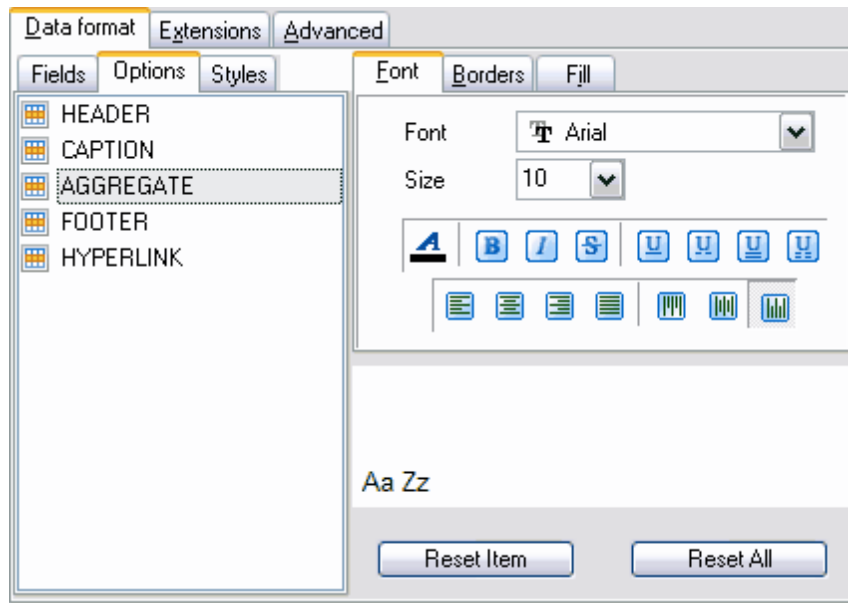 Data format Extensions Advanced
Fields Options Styles
HEADER
CAPTION
AGGREGATE
FOOTER
HYPERLINK
Font Borders Fill
Font Arial
Size 10
A B I S U U U U
Aa Zz
Reset Item Reset All